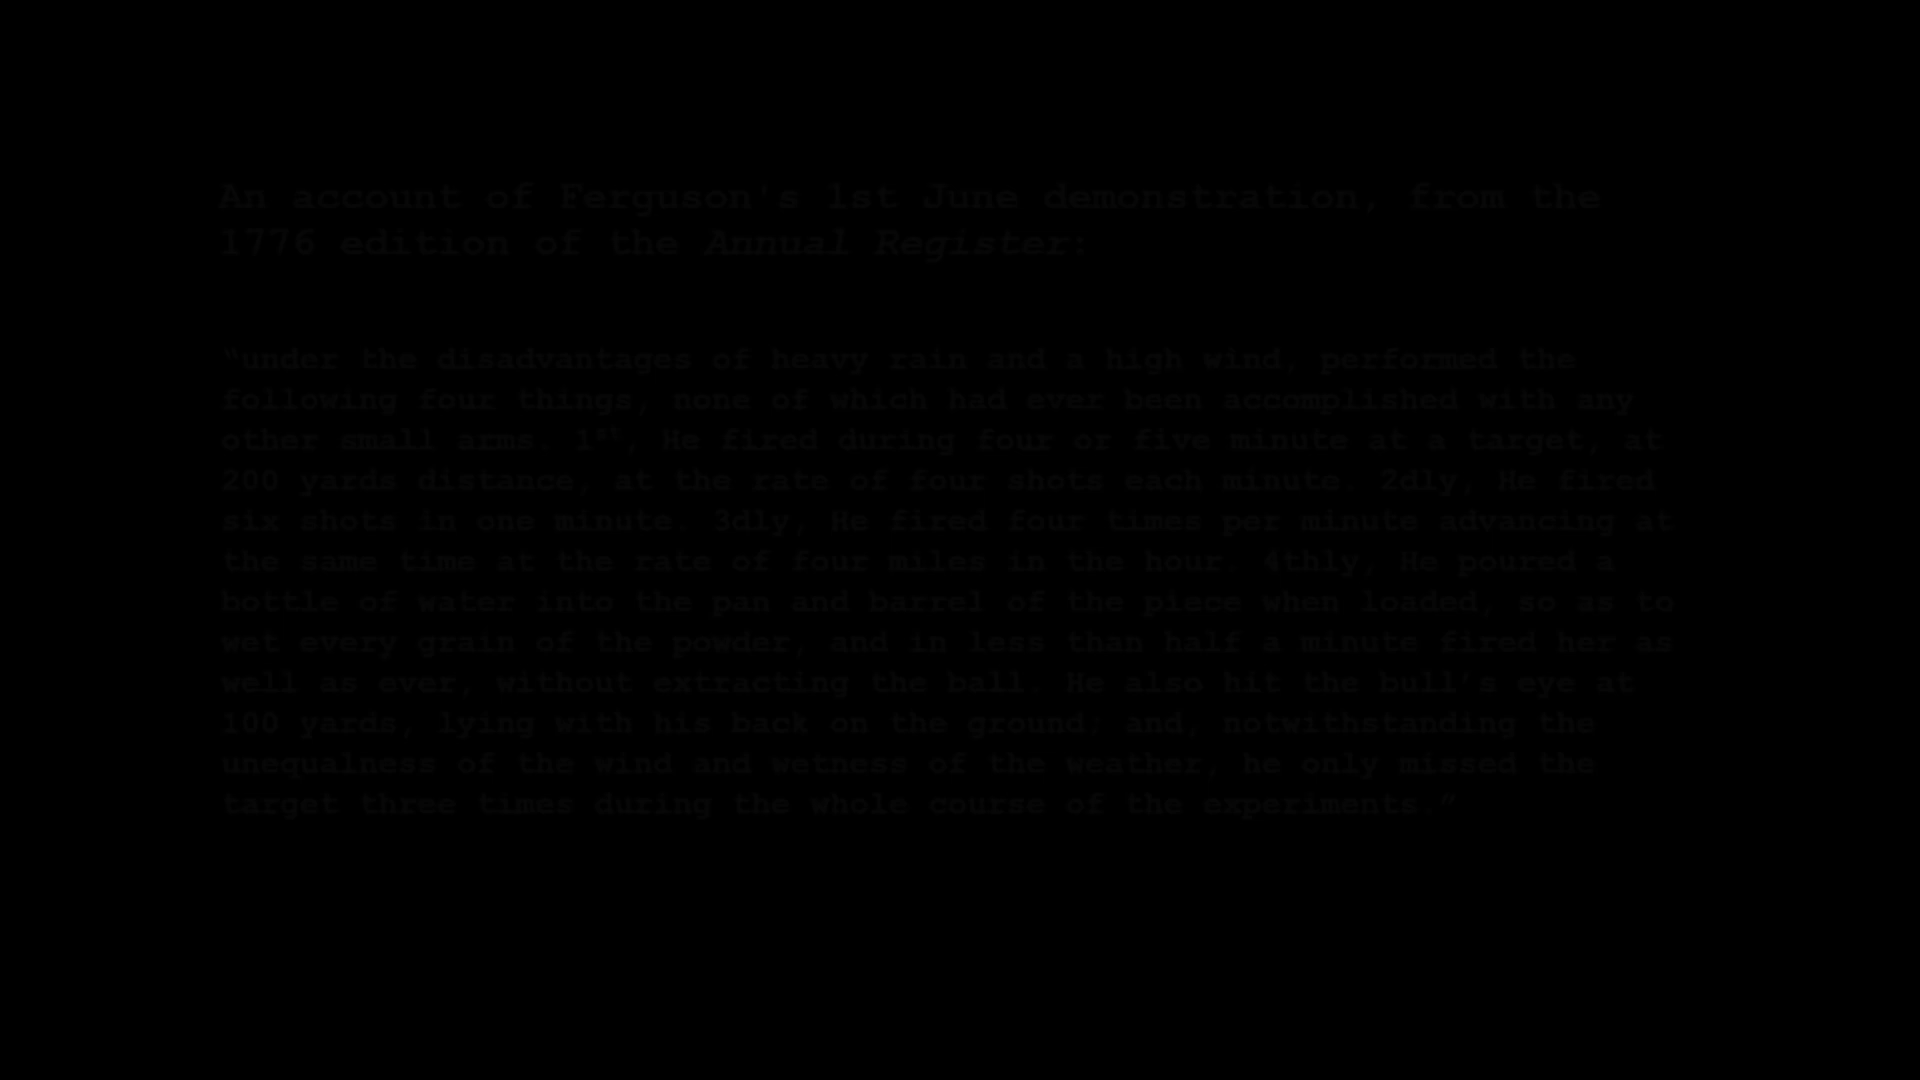 An account of Ferguson's 1st June demonstration, from the
1776 edition of the Annual Register:
“under the disadvantages of heavy rain and a high wind, performed the
following four things, none of which had ever been accomplished with any
other small arms. 1st, He fired during four or five minute at a target, at
200 yards distance, at the rate of four shots each minute. 2dly, He fired
six shots in one minute. 3dly, He fired four times per minute advancing at
the same time at the rate of four miles in the hour. 4thly, He poured a
bottle of water into the pan and barrel of the piece when loaded, so as to
wet every grain of the powder, and in less than half a minute fired her as
well as ever, without extracting the ball. He also hit the bull's eye at
100 yards, lying with his back on the ground; and, notwithstanding the
unequalness of the wind and wetness of the weather, he only missed the
target three times during the whole course of the experiments.”